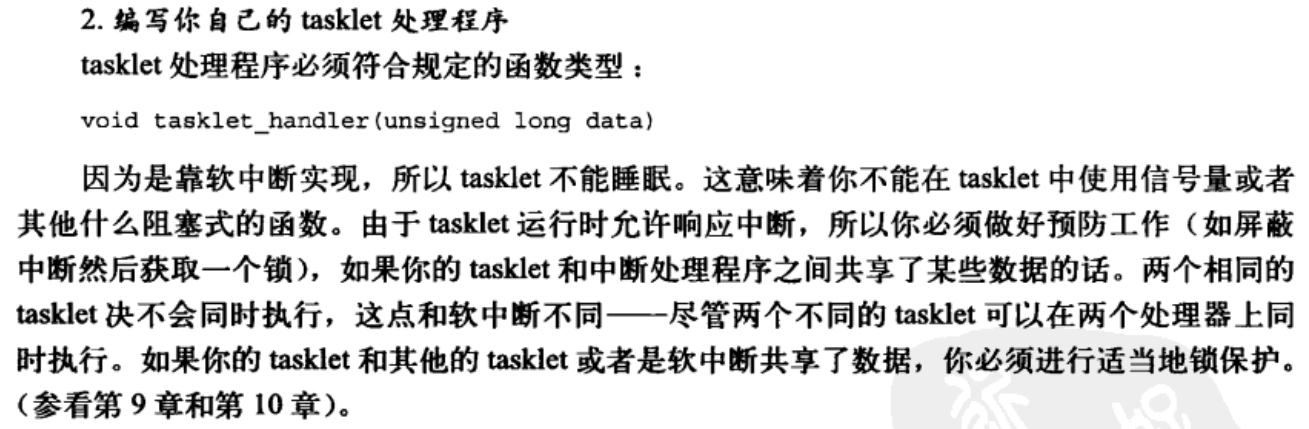 2. 编写你自己的 tasklet 处理程序
tasklet 处理程序必须符合规定的函数类型：
void tasklet_handler(unsigned long data)
因为是靠软中断实现，所以 tasklet 不能睡眠。这意味着你不能在 tasklet 中使用信号量或者
其他什么阻塞式的函数。由于 tasklet 运行时允许响应中断，所以你必须做好预防工作（如屏蔽
中断然后获取一个锁），如果你的 tasklet 和中断处理程序之间共享了某些数据的话。两个相同的
tasklet 决不会同时执行，这点和软中断不同——尽管两个不同的 tasklet 可以在两个处理器上同
时执行。如果你的 tasklet 和其他的 tasklet 或者是软中断共享了数据，你必须进行适当地锁保护。
（参看第 9 章和第 10 章）。